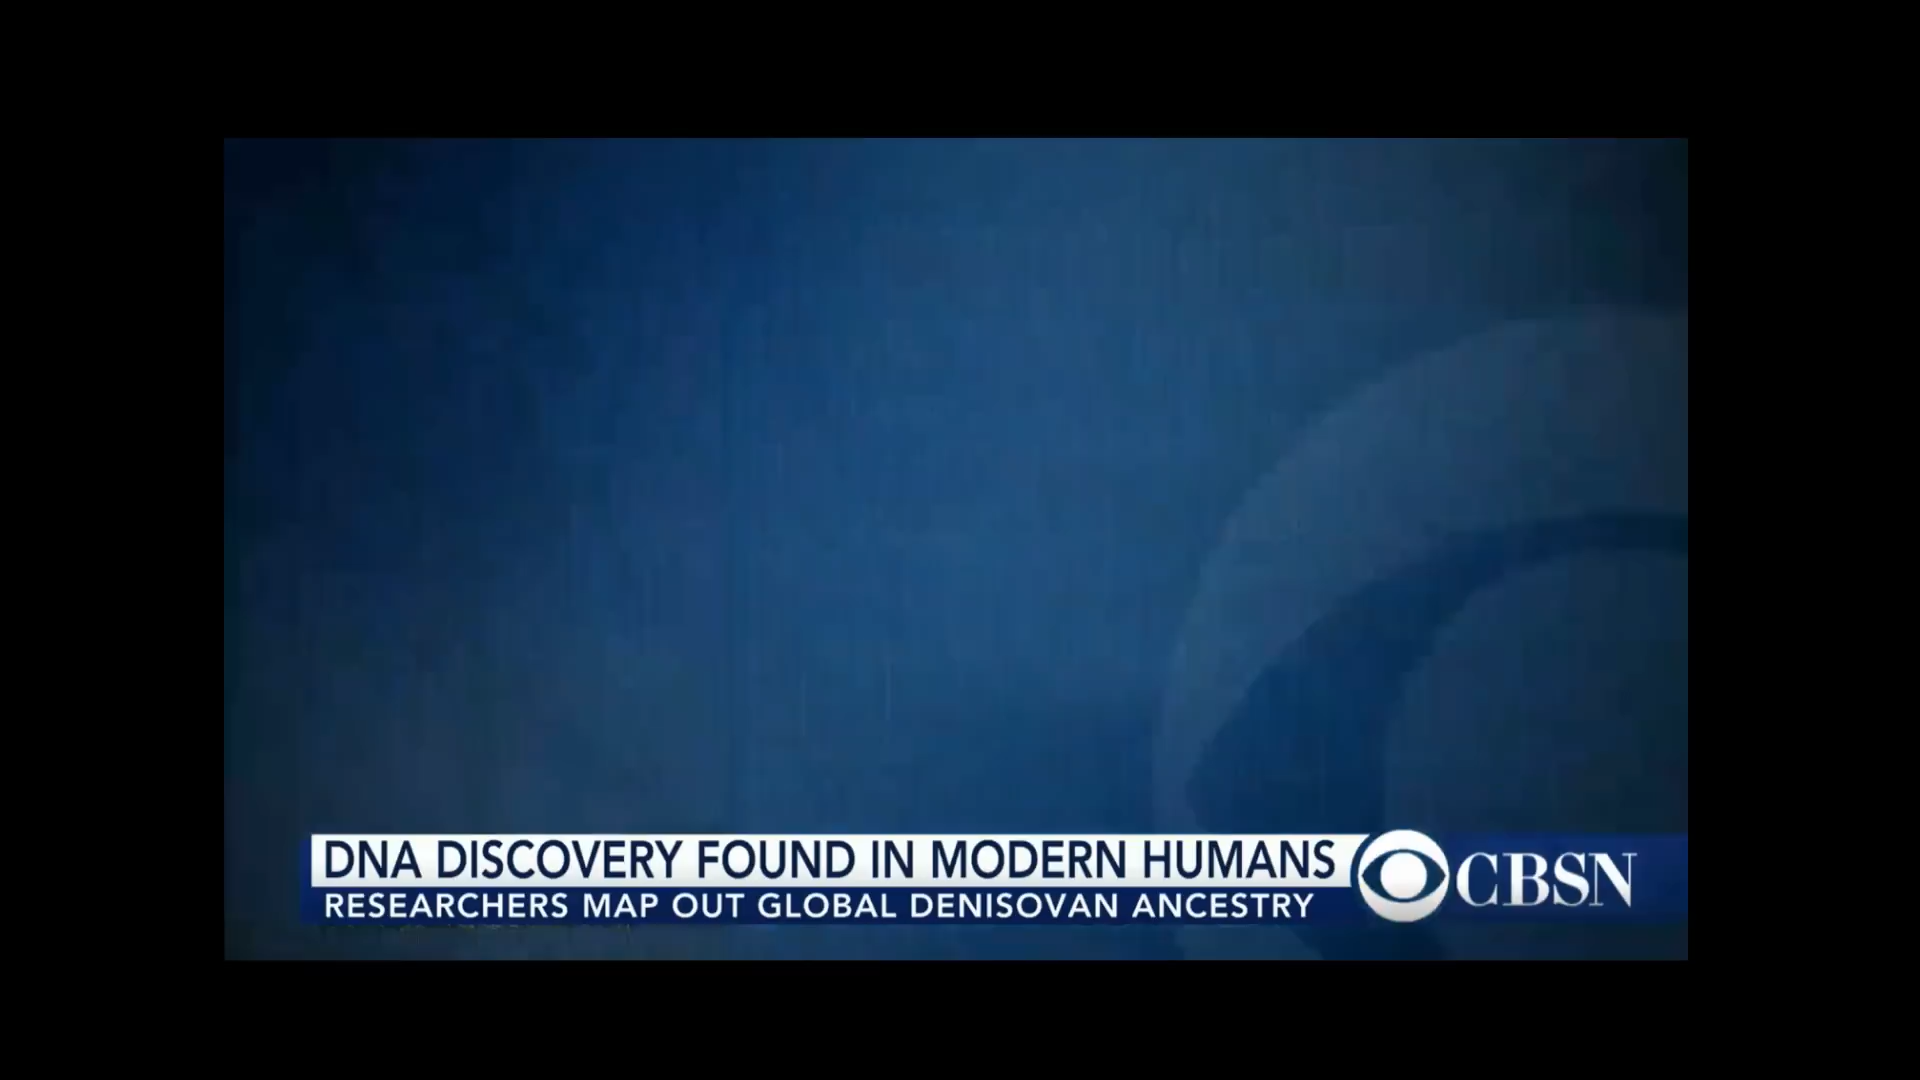 DNA DISCOVERY FOUND IN MODERN HUMANS
RESEARCHERS MAP OUT GLOBAL DENISOVAN ANCESTRY
CBSN